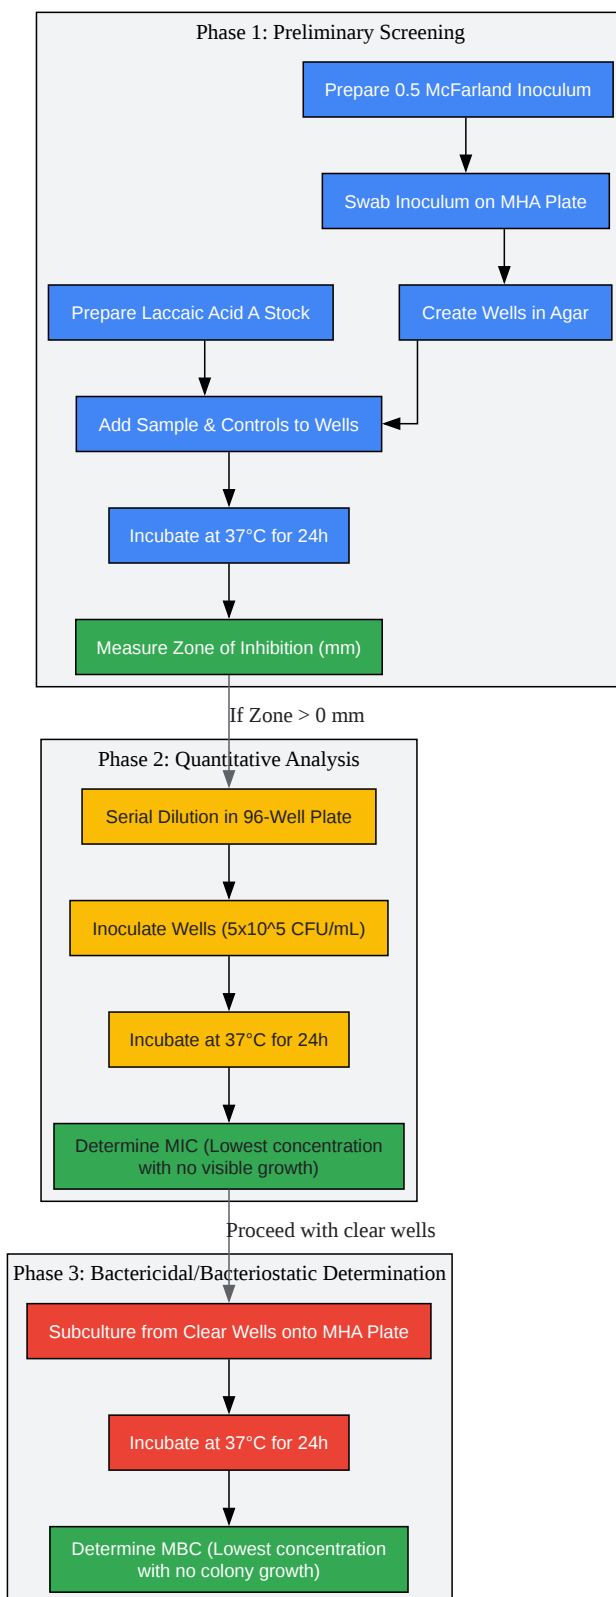 Phase 1: Preliminary Screening
Prepare 0.5 McFarland Inoculum
Swab Inoculum on MHA Plate
Prepare Laccaic Acid A Stock
Create Wells in Agar
Add Sample & Controls to Wells
Incubate at 37°C for 24h
Measure Zone of Inhibition (mm)
If Zone > 0 mm
Phase 2: Quantitative Analysis
Serial Dilution in 96-Well Plate
Inoculate Wells (5x10^5 CFU/mL)
Incubate at 37°C for 24h
Determine MIC (Lowest concentration
with no visible growth)
Proceed with clear wells
Phase 3: Bactericidal/Bacteriostatic Determination
Subculture from Clear Wells onto MHA Plate
Incubate at 37°C for 24h
Determine MBC (Lowest concentration
with no colony growth)